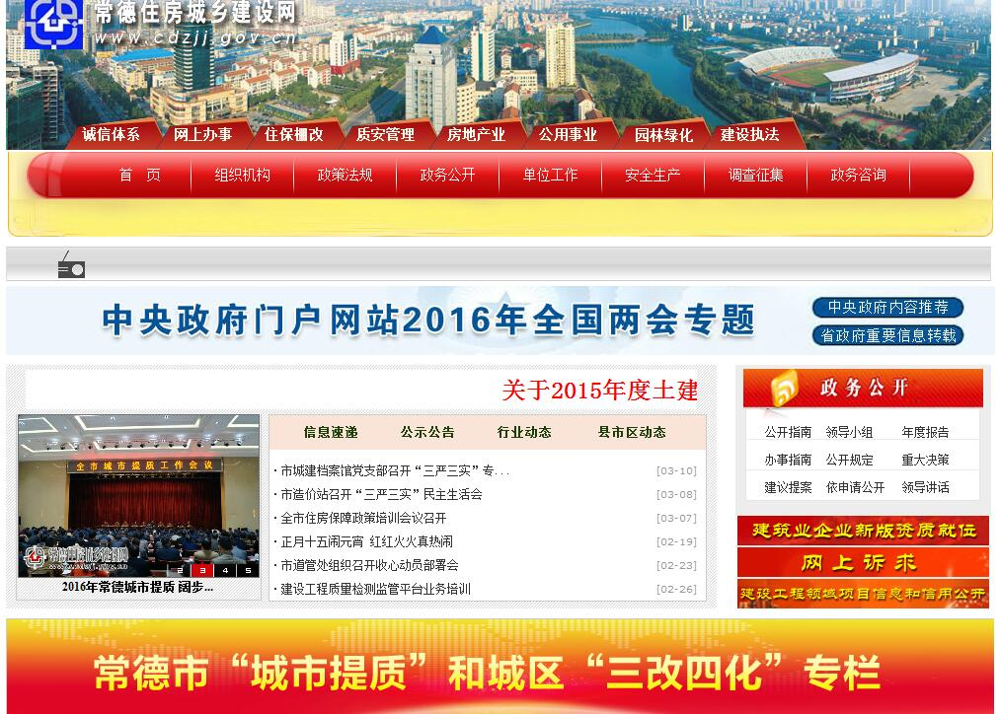 常德住房城乡建设网
www.cdzjj.gov.cn
诚信体系 网上办事 住保棚改 质安管理 房地产业 公用事业 园林绿化 建设执法
首 页 组织机构 政策法规 政务公开 单位工作 安全生产 调查征集 政务咨询
中央政府门户网站2016年全国两会专题
中央政府内容推荐
省政府重要信息转载
关于2015年度土建
全市城市提质工作会议
常德住房城乡建设网
2 3 4 5
2016年常德城市提质 阔步...
信息速递 公示公告 行业动态 县市区动态
· 市城建档案馆党支部召开“三严三实”专... [03-10]
· 市造价站召开“三严三实”民主生活会 [03-08]
· 全市住房保障政策培训会议召开 [03-07]
· 正月十五闹元宵 红红火火真热闹 [02-19]
· 市道管处组织召开收心动员部署会 [02-23]
· 建设工程质量检测监管平台业务培训 [02-26]
政务公开
公开指南 领导小组 年度报告
办事指南 公开规定 重大决策
建议提案 依申请公开 领导讲话
建筑业企业新版资质就位
网上诉求
建设工程领域项目信息和信用公开
常德市“城市提质”和城区“三改四化”专栏